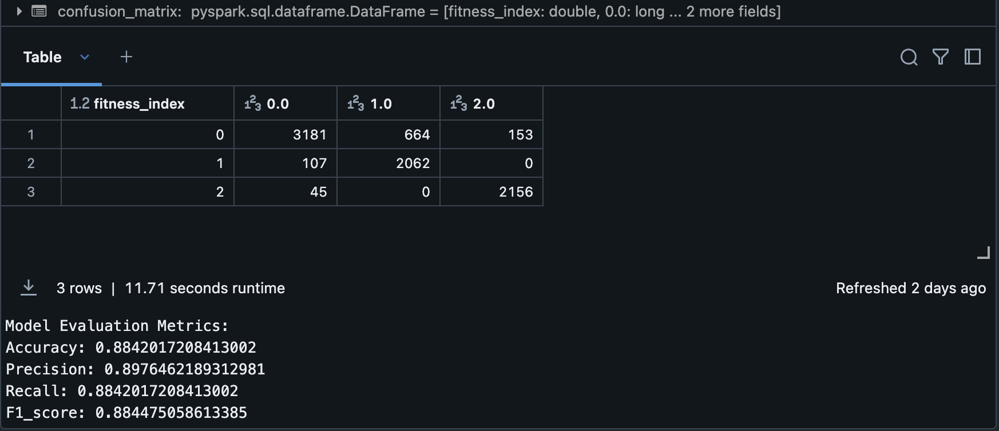 confusion_matrix: pyspark.sql.dataframe.DataFrame = [fitness_index: double, 0.0: long ... 2 more fields]
Table
1.2 fitness_index 123 0.0 123 1.0 123 2.0
1 0 3181 664 153
2 1 107 2062 0
3 2 45 0 2156
3 rows | 11.71 seconds runtime Refreshed 2 days ago
Model Evaluation Metrics:
Accuracy: 0.8842017208413002
Precision: 0.8976462189312981
Recall: 0.8842017208413002
F1_score: 0.884475058613385